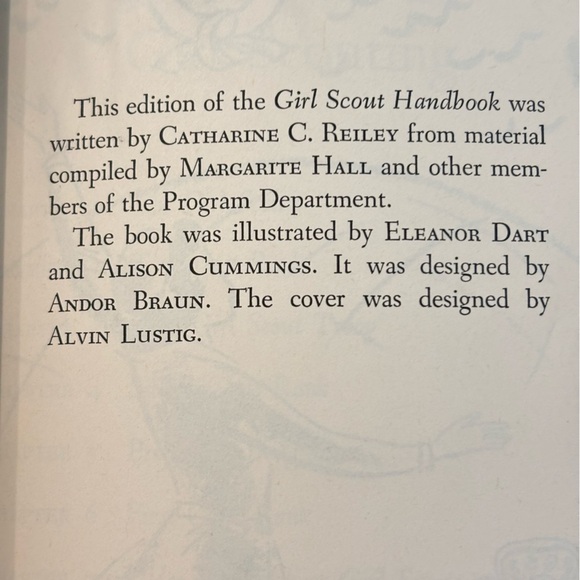 This edition of the Girl Scout Handbook was
written by CATHARINE C. REILEY from material
compiled by MARGARITE HALL and other mem-
bers of the Program Department.
The book was illustrated by ELEANOR DART
and ALISON CUMMINGS. It was designed by
ANDOR BRAUN. The cover was designed by
ALVIN LUSTIG.